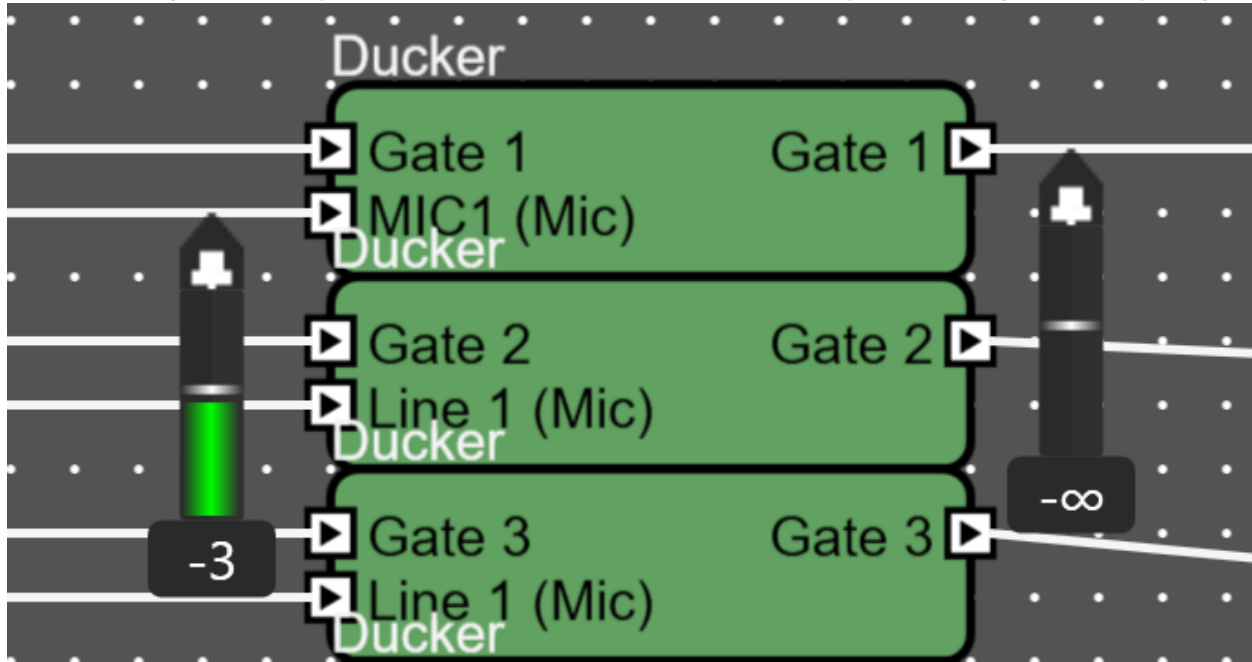 Ducker
Gate 1 Gate 1
MIC1 (Mic)
Ducker
Gate 2 Gate 2
Line 1 (Mic)
Ducker
-∞
Gate 3 Gate 3
-3
Line 1 (Mic)
Ducker